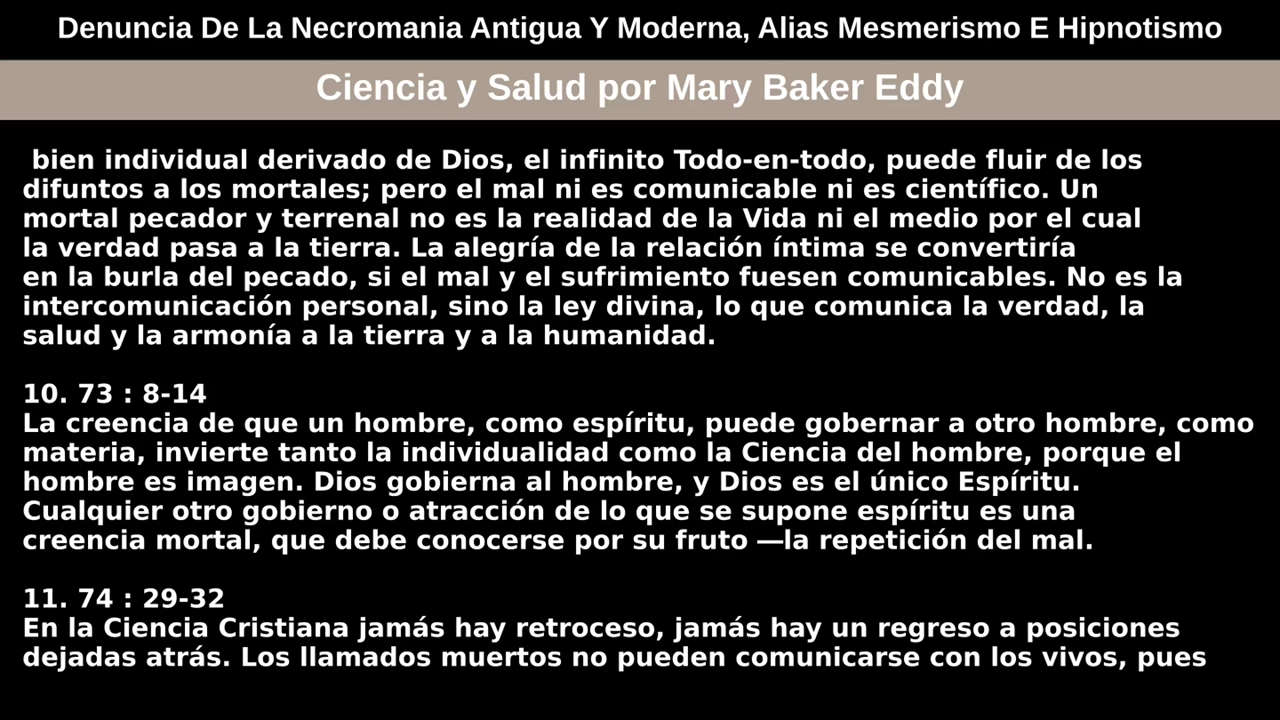 Denuncia De La Necromania Antigua Y Moderna, Alias Mesmerismo E Hipnotismo
Ciencia y Salud por Mary Baker Eddy
bien individual derivado de Dios, el infinito Todo-en-todo, puede fluir de los
difuntos a los mortales; pero el mal ni es comunicable ni es científico. Un
mortal pecador y terrenal no es la realidad de la Vida ni el medio por el cual
la verdad pasa a la tierra. La alegría de la relación íntima se convertiría
en la burla del pecado, si el mal y el sufrimiento fuesen comunicables. No es la
intercomunicación personal, sino la ley divina, lo que comunica la verdad, la
salud y la armonía a la tierra y a la humanidad.
10. 73 : 8-14
La creencia de que un hombre, como espíritu, puede gobernar a otro hombre, como
materia, invierte tanto la individualidad como la Ciencia del hombre, porque el
hombre es imagen. Dios gobierna al hombre, y Dios es el único Espíritu.
Cualquier otro gobierno o atracción de lo que se supone espíritu es una
creencia mortal, que debe conocerse por su fruto —la repetición del mal.
11. 74 : 29-32
En la Ciencia Cristiana jamás hay retroceso, jamás hay un regreso a posiciones
dejadas atrás. Los llamados muertos no pueden comunicarse con los vivos, pues